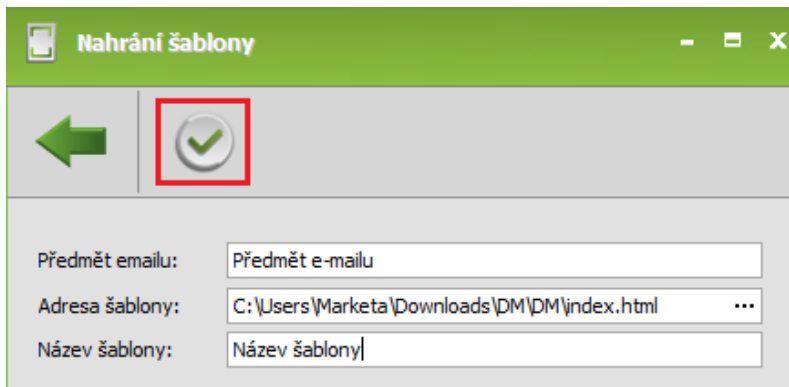 Nahrání šablony
Předmět emailu: Předmět e-mailu
Adresa šablony: C:\Users\Marketa\Downloads\DM\DM\index.html ...
Název šablony: Název šablony